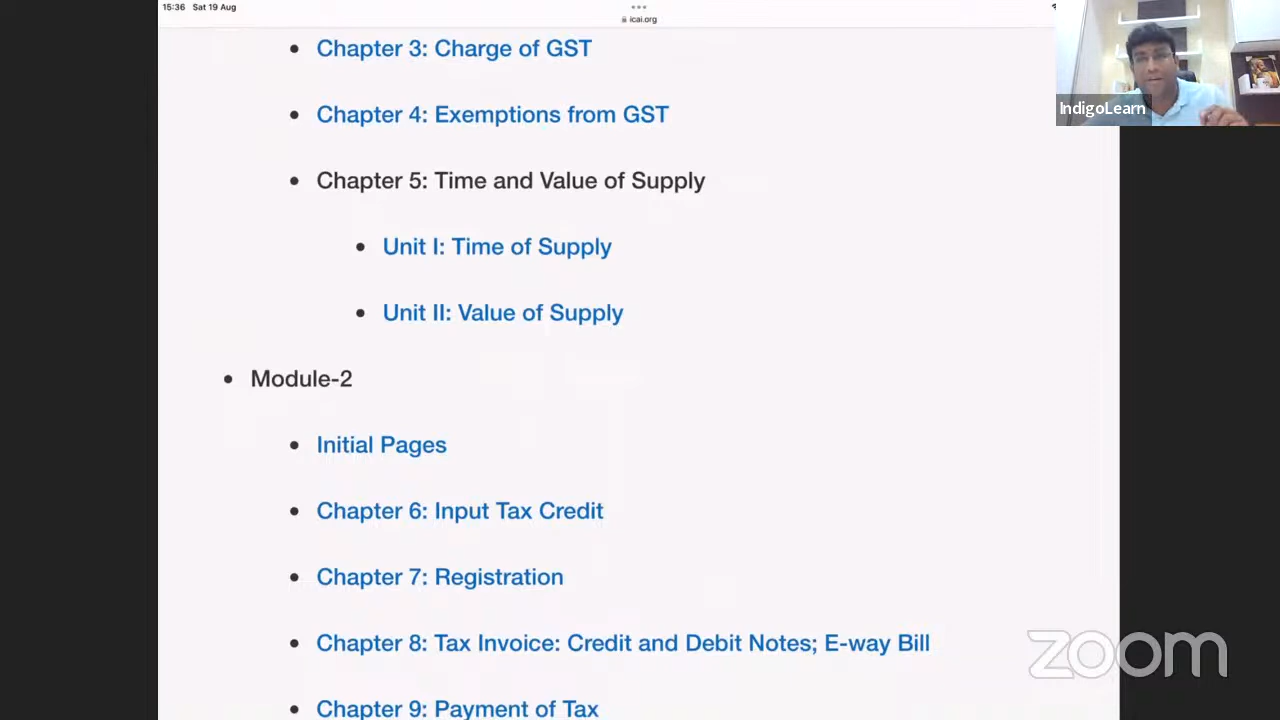 15:36 Sat 19 Aug
icai.org
IndigoLearn
• Chapter 3: Charge of GST
• Chapter 4: Exemptions from GST
• Chapter 5: Time and Value of Supply
• Unit I: Time of Supply
• Unit II: Value of Supply
• Module-2
• Initial Pages
• Chapter 6: Input Tax Credit
• Chapter 7: Registration
• Chapter 8: Tax Invoice: Credit and Debit Notes; E-way Bill
zoom
• Chapter 9: Payment of Tax